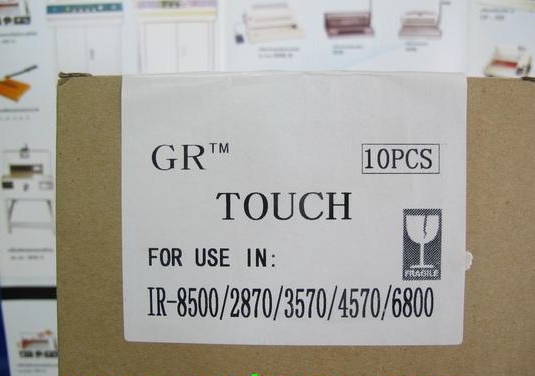 GR™
10PCS
TOUCH
FRAGILE
FOR USE IN:
IR-8500/2870/3570/4570/6800